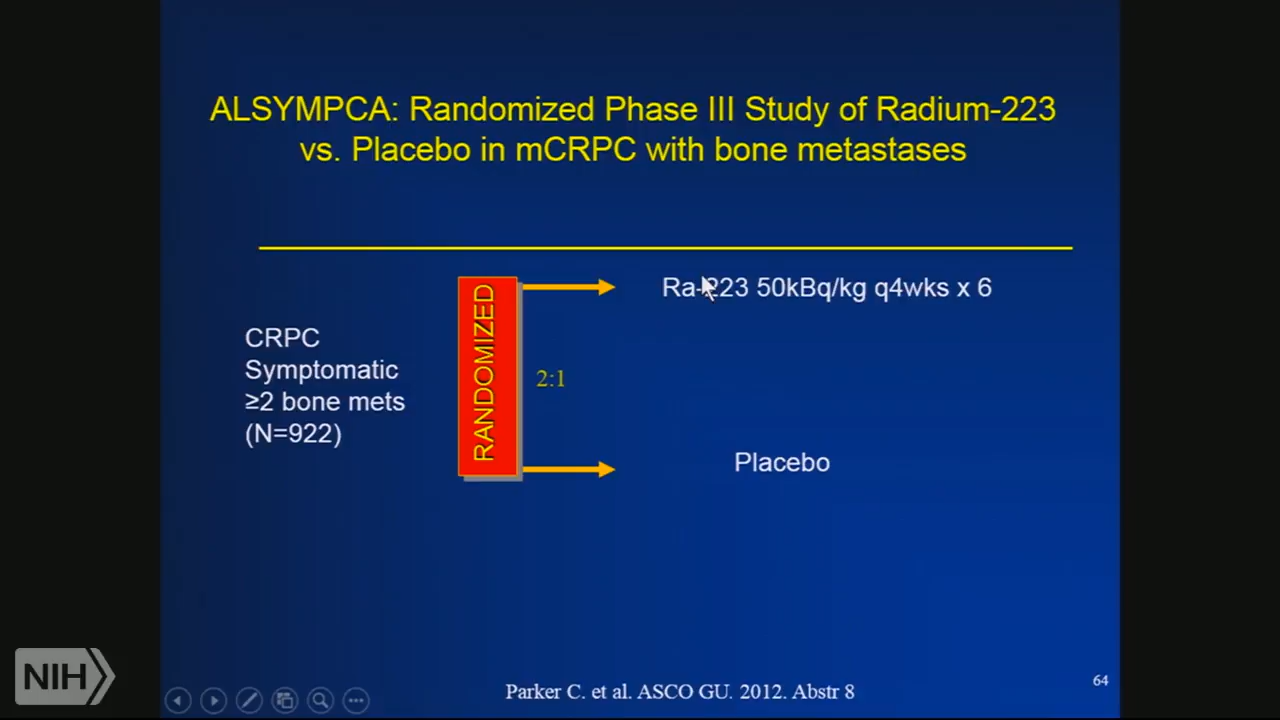 ALSYMPCA: Randomized Phase III Study of Radium-223
vs. Placebo in mCRPC with bone metastases
Ra-223 50kBq/kg q4wks x 6
CRPC
Symptomatic
≥2 bone mets
(N=922)
RANDOMIZED
2:1
Placebo
NIH
Parker C. et al. ASCO GU. 2012. Abstr 8
64